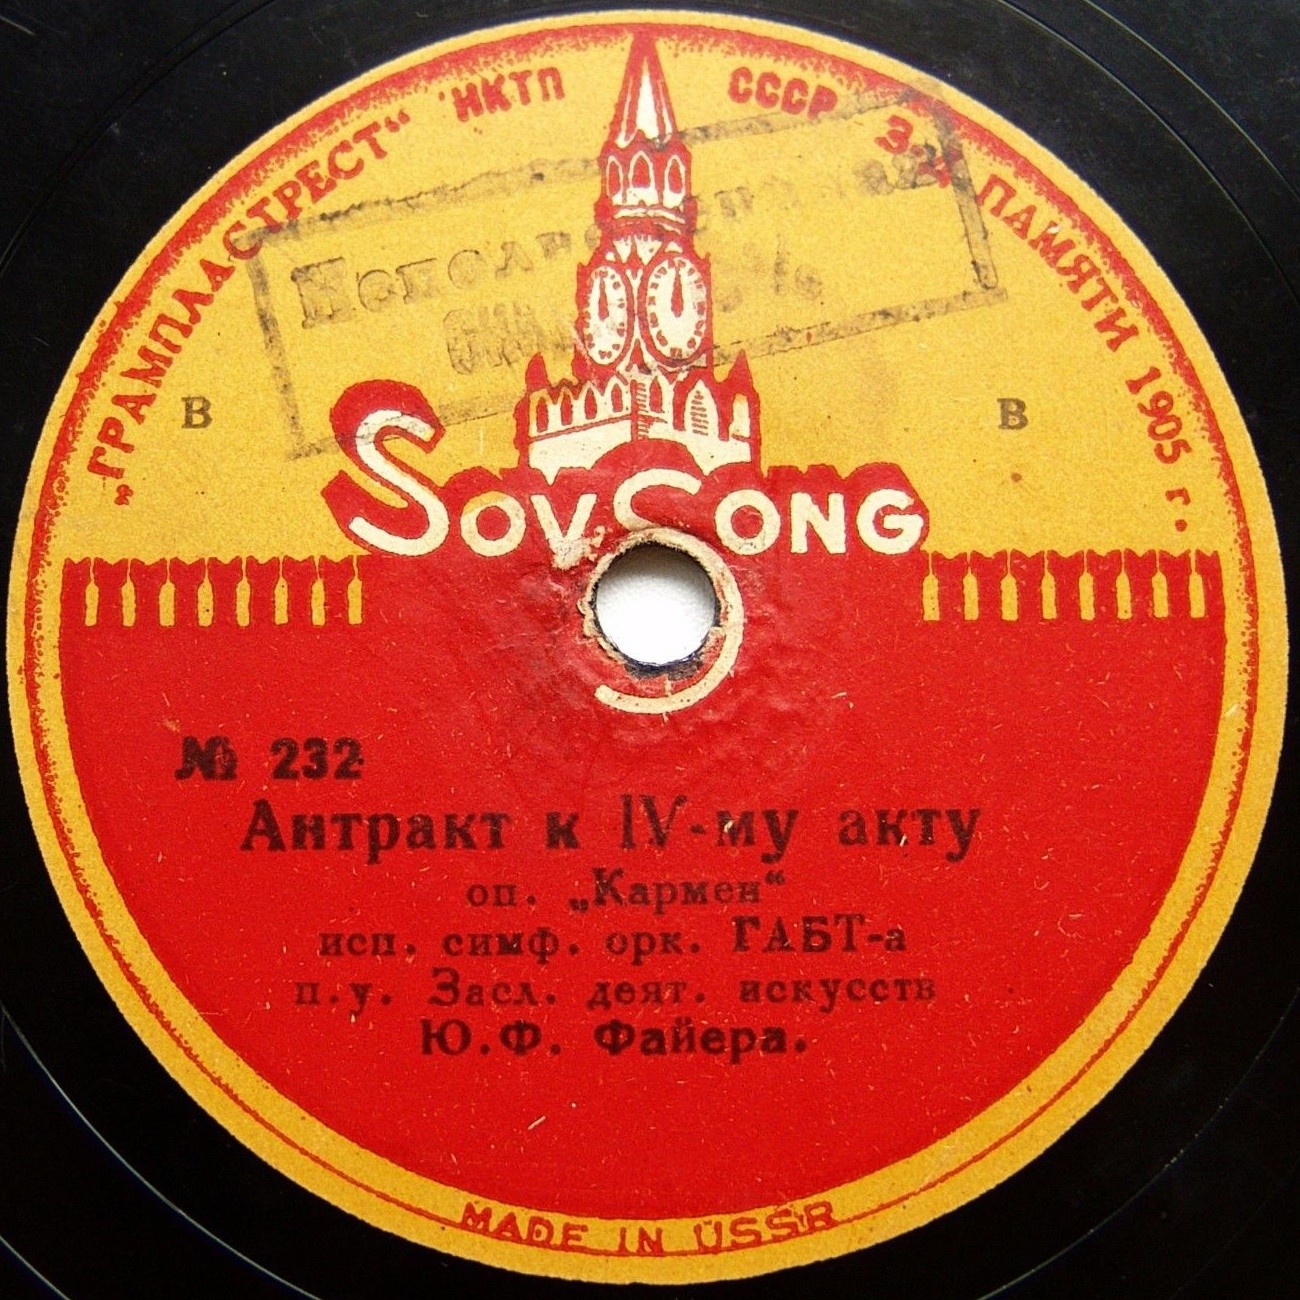 „ГРАМПЛАСТРЕСТ“ НКТП СССР З-Д ПАМЯТИ 1905 г.
В В
SovSong
№ 232
Антракт к IV-му акту
оп. „Кармен“
исп. симф. орк. ГАБТ-а
п.у. Засл. деят. искусств
Ю.Ф. Файера.
MADE IN USSR